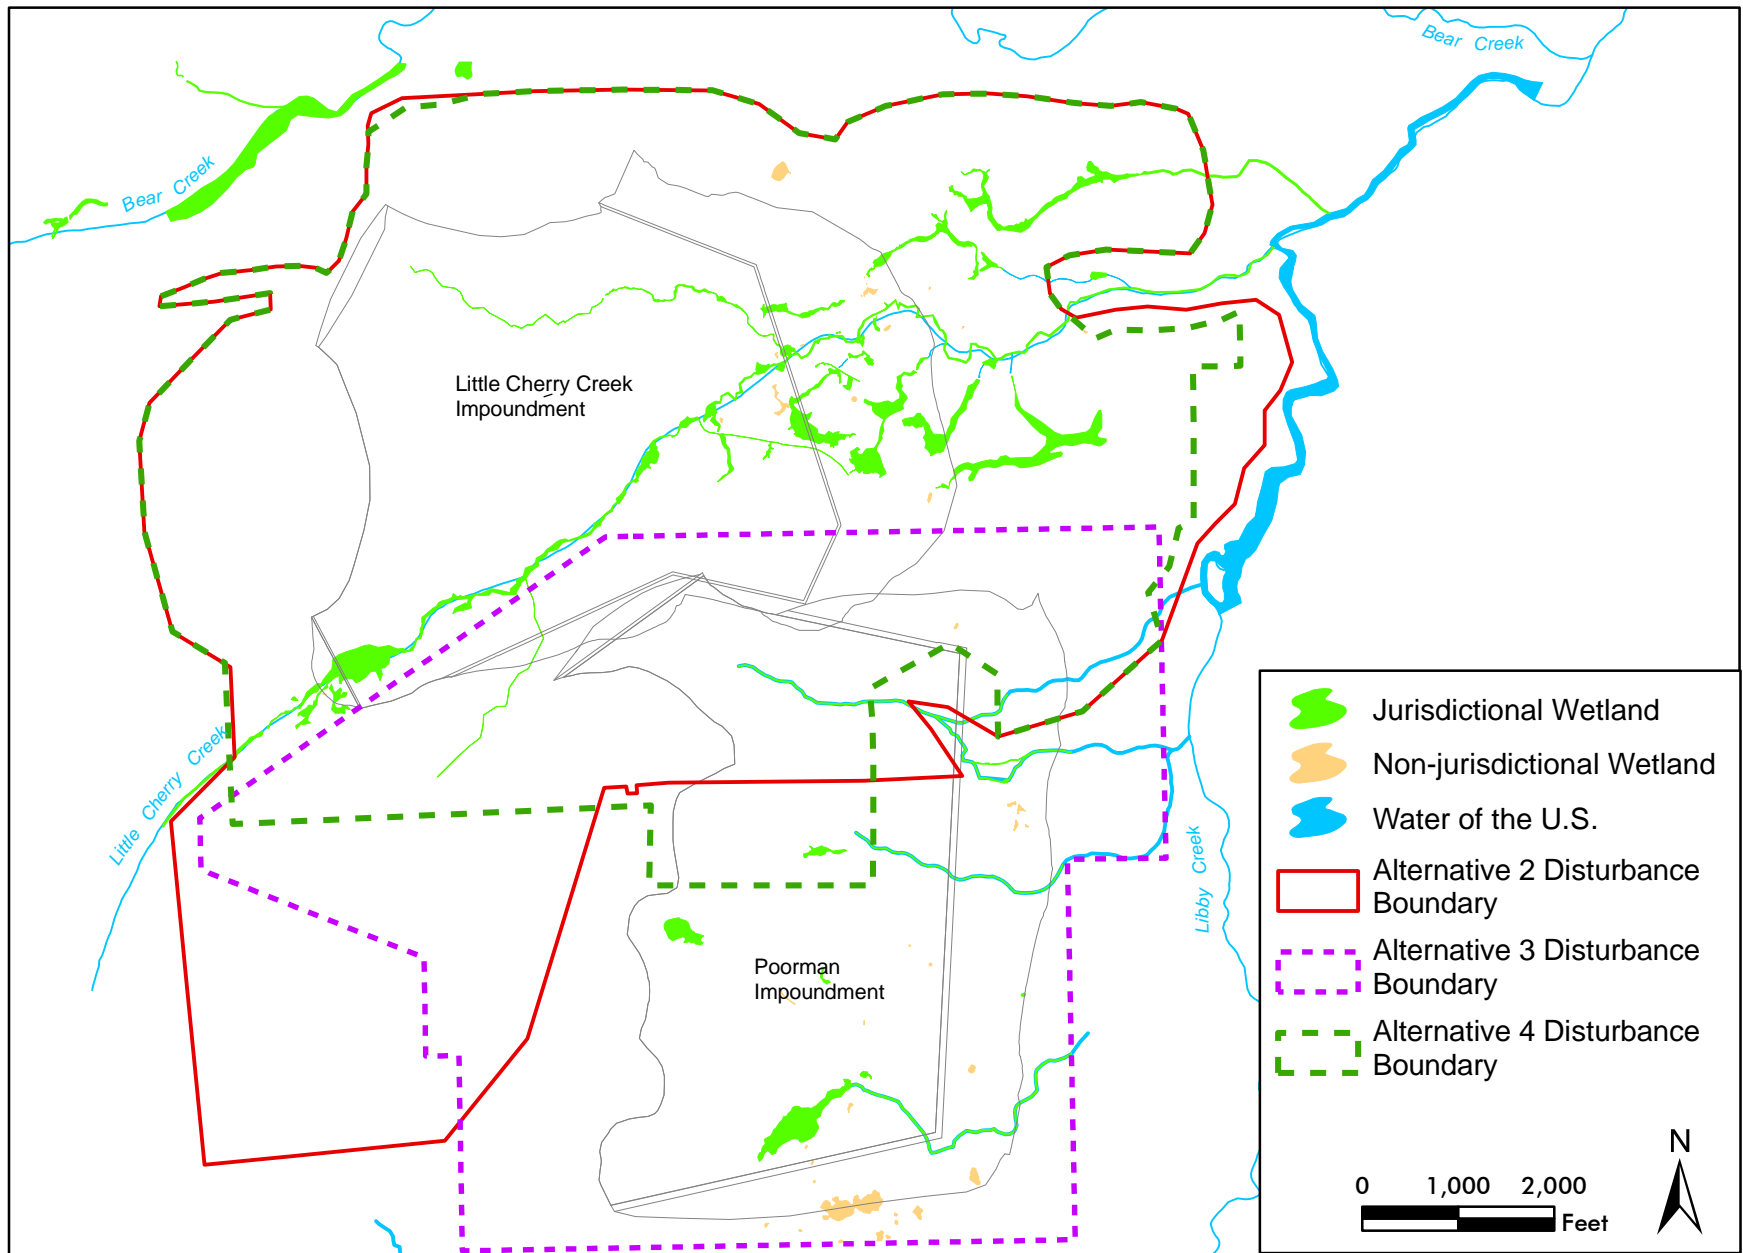 Bear Creek
Bear Creek
Little Cherry Creek
Impoundment
Little Cherry Creek
Libby Creek
Poorman
Impoundment
Jurisdictional Wetland
Non-jurisdictional Wetland
Water of the U.S.
Alternative 2 Disturbance
Boundary
Alternative 3 Disturbance
Boundary
Alternative 4 Disturbance
Boundary
N
0 1,000 2,000
Feet